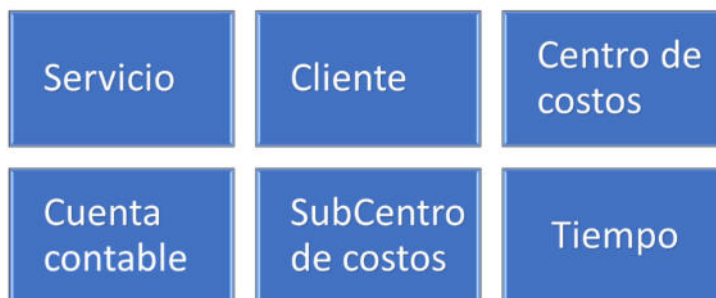 Servicio
Cliente
Centro de
costos
Cuenta
contable
SubCentro
de costos
Tiempo